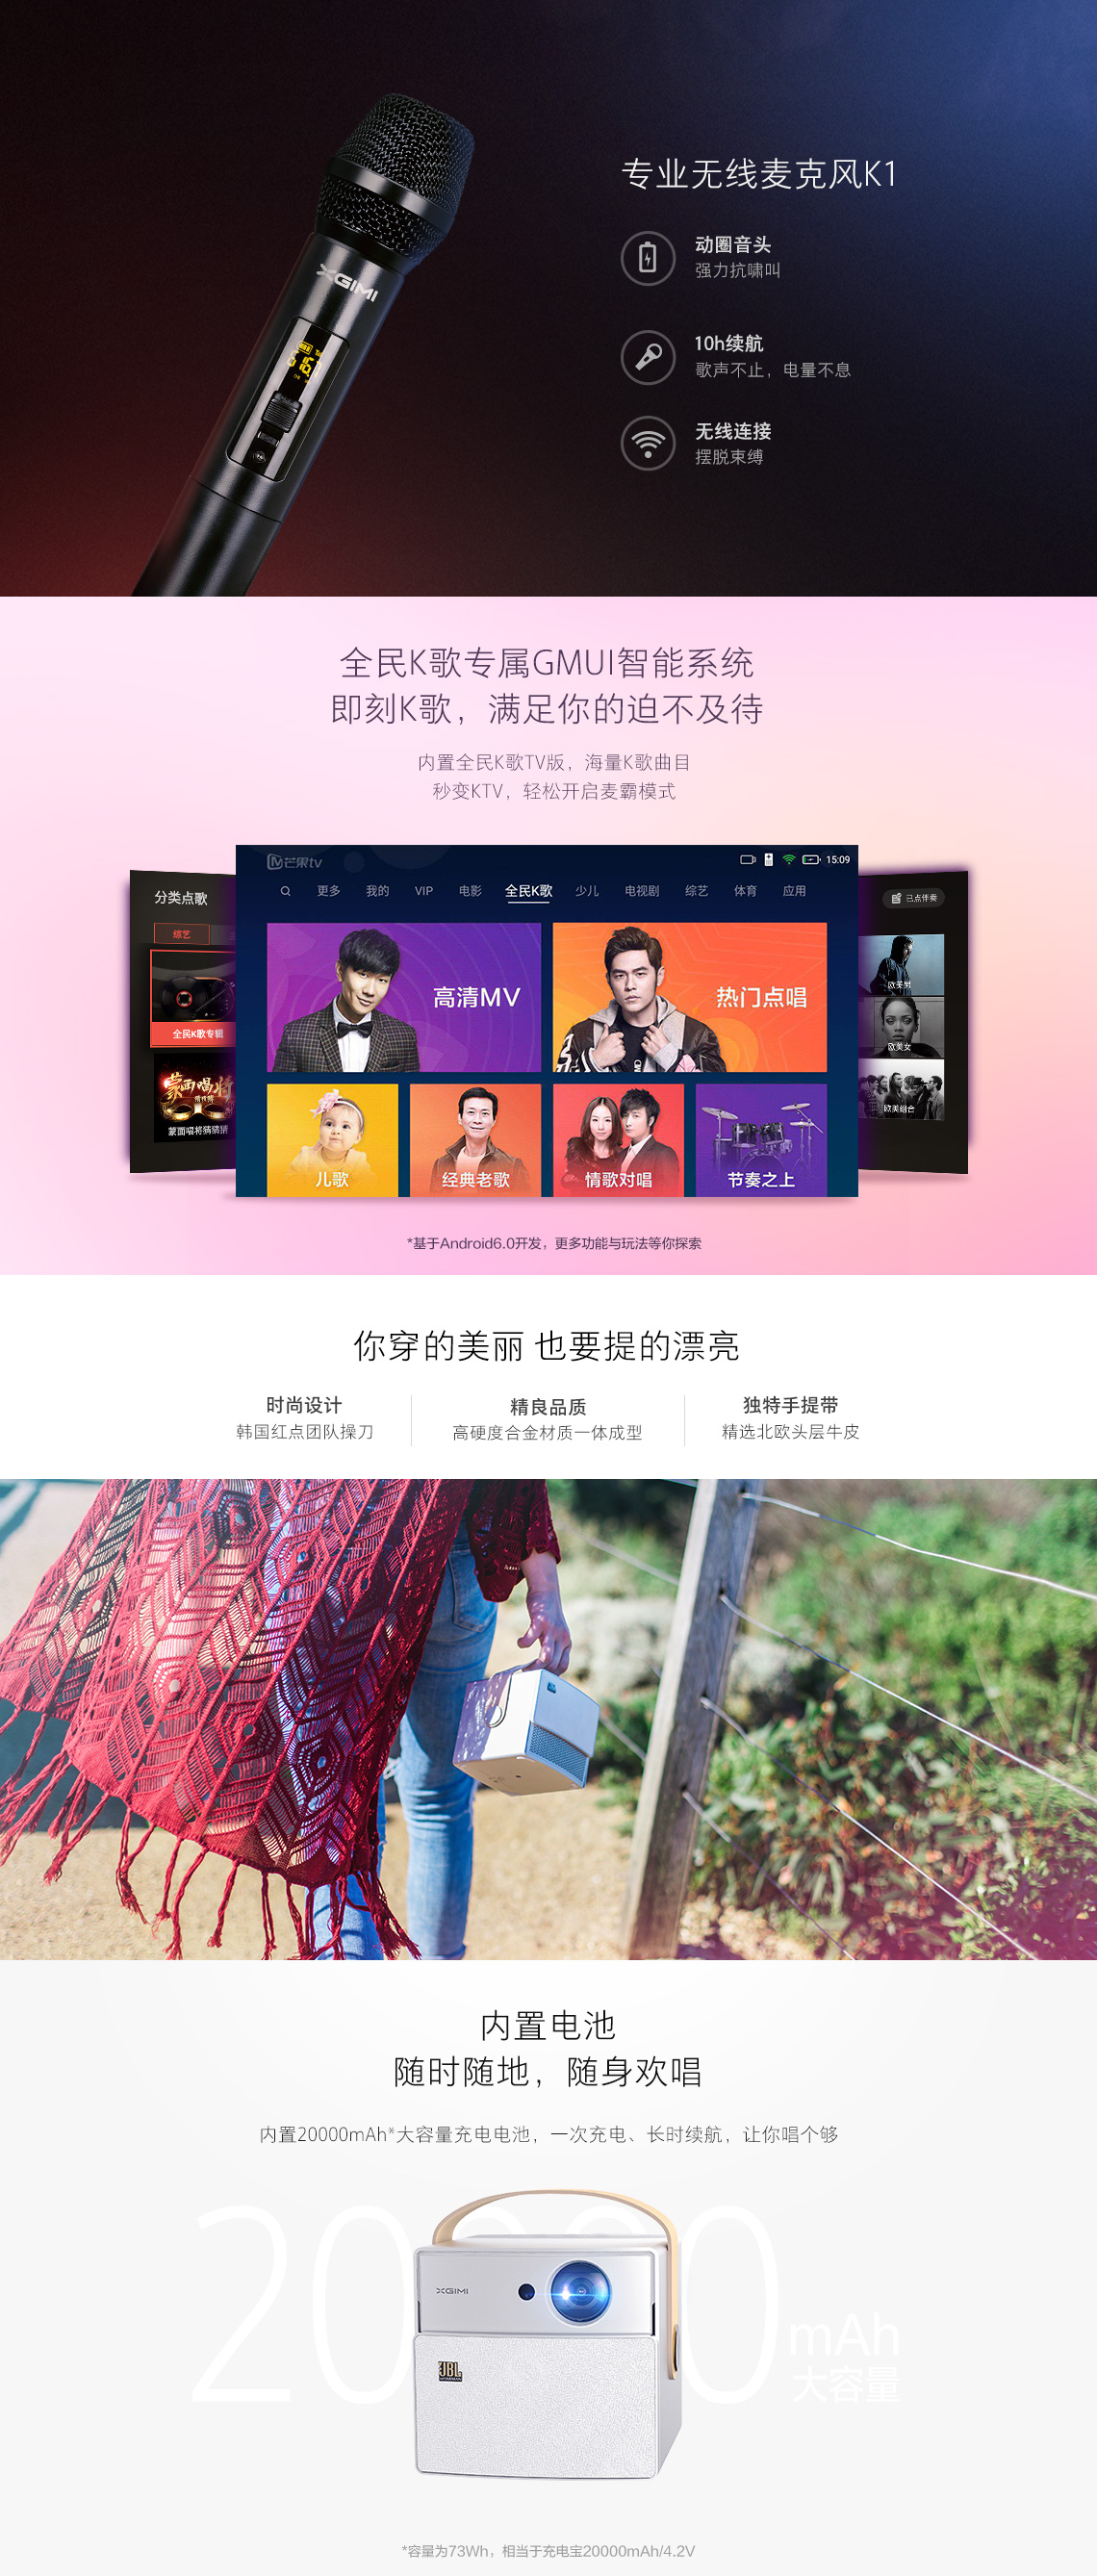 专业无线麦克风K1
动圈音头
强力抗啸叫
10h续航
歌声不止，电量不息
无线连接
摆脱束缚
XGIMI
全民K歌专属GMUI智能系统
即刻K歌，满足你的迫不及待
内置全民K歌TV版，海量K歌曲目
秒变KTV，轻松开启麦霸模式
芒果tv
15:09
更多 我的 VIP 电影 全民K歌 少儿 电视剧 综艺 体育 应用
分类点歌
综艺
全民K歌专辑
蒙面唱将
猜猜猜
蒙面唱将猜猜猜
高清MV
热门点唱
儿歌
经典老歌
情歌对唱
节奏之上
已点伴奏
欧美男
欧美女
欧美组合
*基于Android6.0开发，更多功能与玩法等你探索
你穿的美丽 也要提的漂亮
时尚设计
韩国红点团队操刀
精良品质
高硬度合金材质一体成型
独特手提带
精选北欧头层牛皮
内置电池
随时随地，随身欢唱
内置20000mAh*大容量充电电池，一次充电、长时续航，让你唱个够
20000
mAh
大容量
XGIMI
JBL
*容量为73Wh，相当于充电宝20000mAh/4.2V